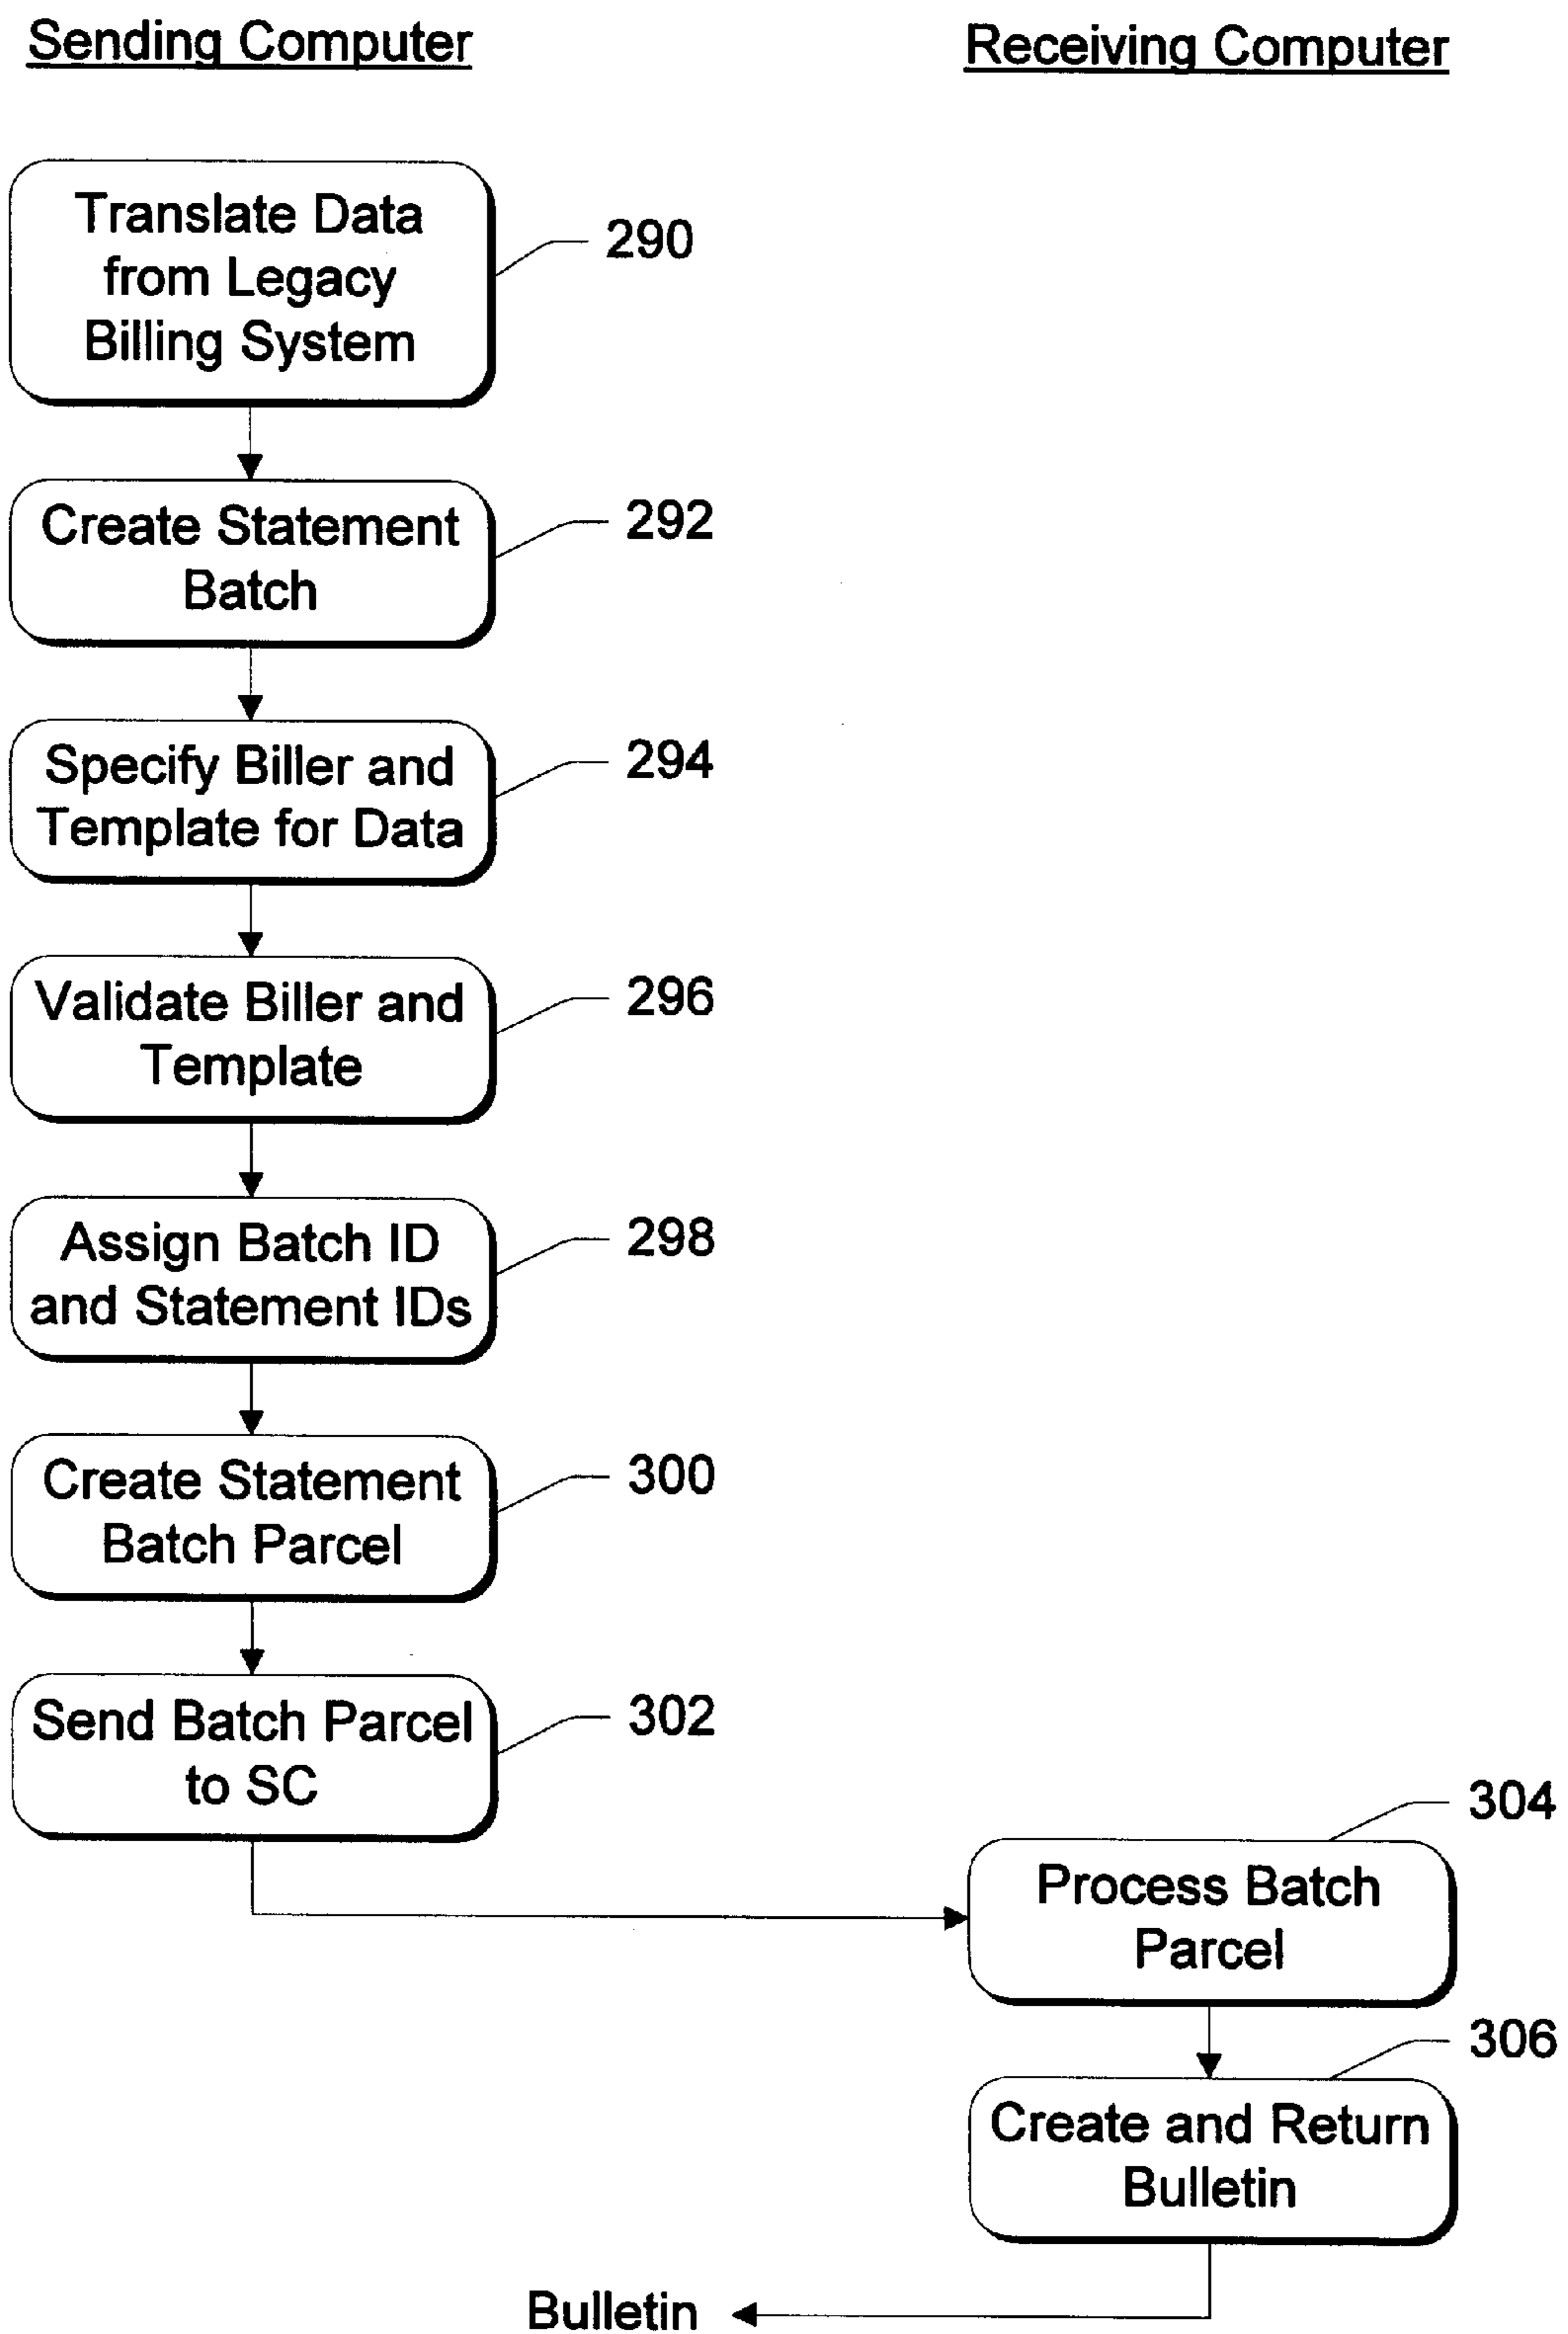 Sending Computer
Receiving Computer
Translate Data
from Legacy
Billing System
290
Create Statement
Batch
292
Specify Biller and
Template for Data
294
Validate Biller and
Template
296
Assign Batch ID
and Statement IDs
298
Create Statement
Batch Parcel
300
Send Batch Parcel
to SC
302
304
Process Batch
Parcel
306
Create and Return
Bulletin
Bulletin